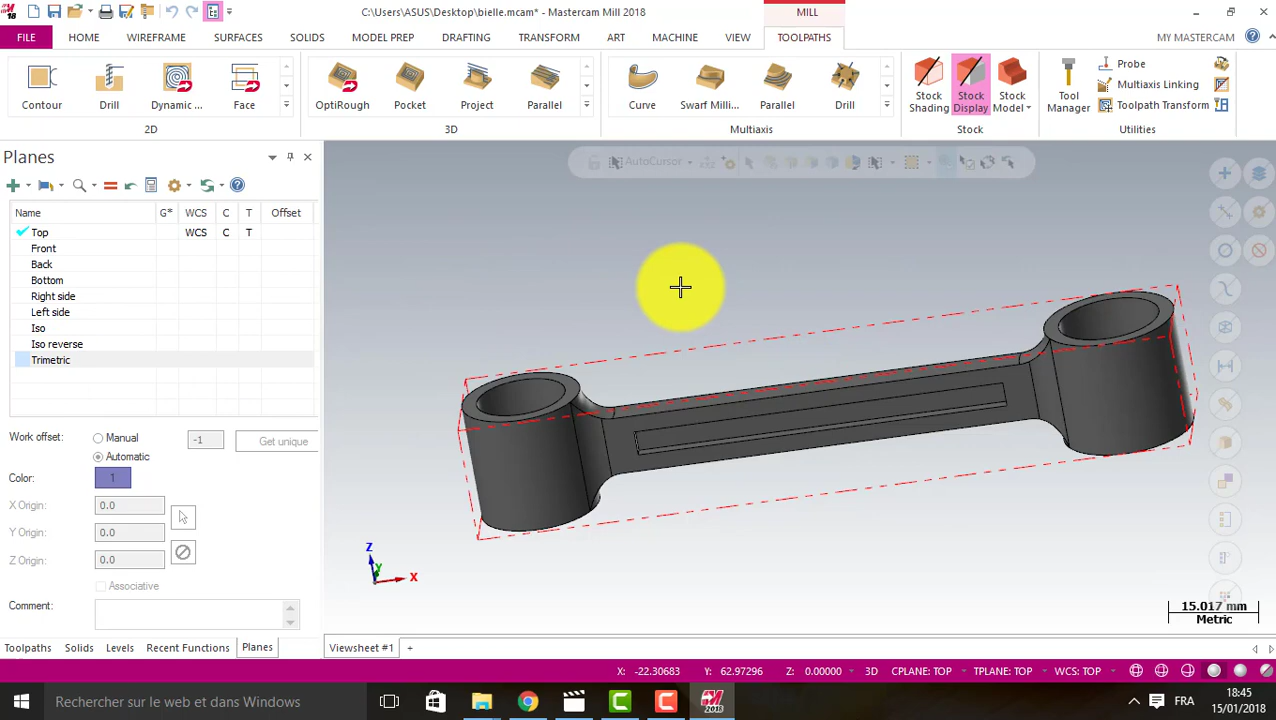 C:\Users\ASUS\Desktop\bielle.mcam* - Mastercam Mill 2018
MILL
FILE HOME WIREFRAME SURFACES SOLIDS MODEL PREP DRAFTING TRANSFORM ART MACHINE VIEW TOOLPATHS MY MASTERCAM
Contour Drill Dynamic ... Face OptiRough Pocket Project Parallel Curve Swarf Milli... Parallel Drill Stock Shading Stock Display Stock Model Tool Manager
Probe
Multiaxis Linking
Toolpath Transform
2D 3D Multiaxis Stock Utilities
Planes
AutoCursor
Name G* WCS C T Offset
Top WCS C T
Front
Back
Bottom
Right side
Left side
Iso
Iso reverse
Trimetric
Work offset: Manual -1 Get unique
Automatic
Color: 1
X Origin: 0.0
Y Origin: 0.0
Z Origin: 0.0
Associative
Comment:
Z
Y
X
15.017 mm
Metric
Toolpaths Solids Levels Recent Functions Planes Viewsheet #1 +
X: -22.30683 Y: 62.97296 Z: 0.00000 3D CPLANE: TOP TPLANE: TOP WCS: TOP
Rechercher sur le web et dans Windows
2018
FRA
18:45
15/01/2018